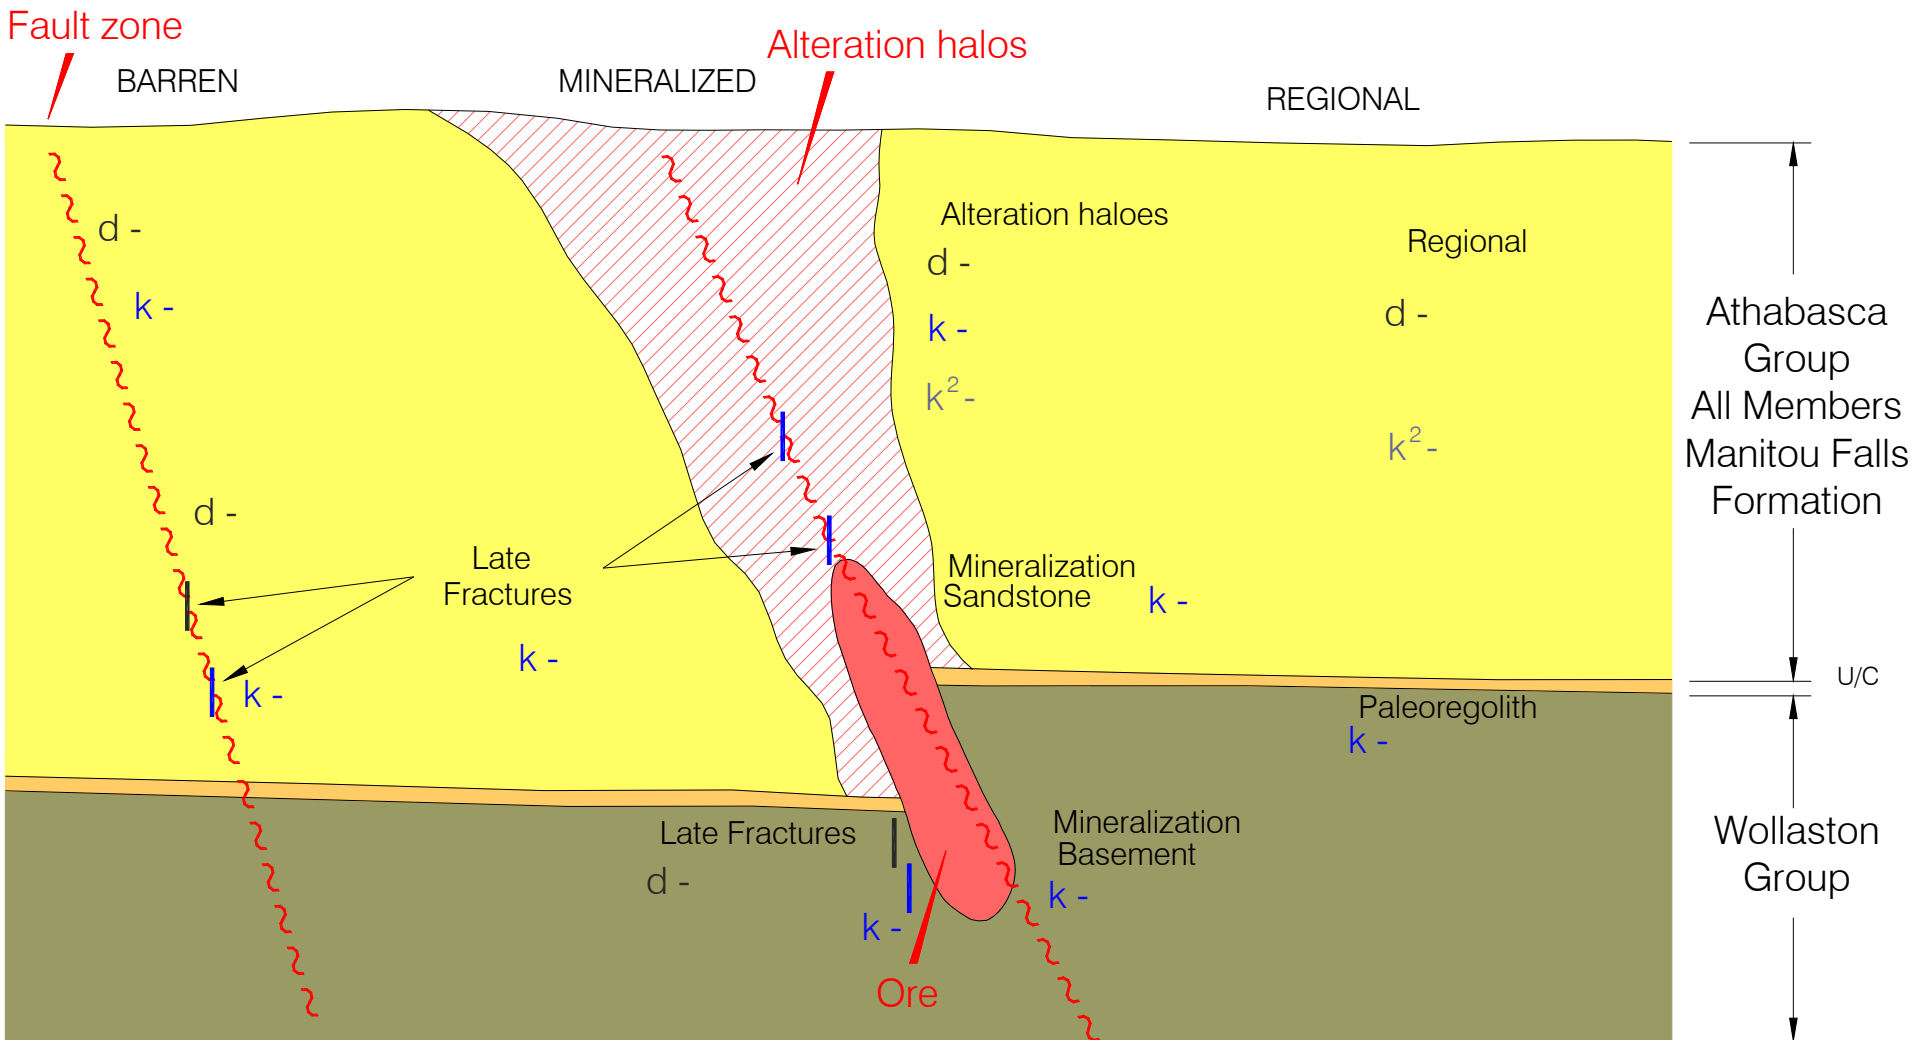 Fault zone
BARREN
MINERALIZED
Alteration halos
REGIONAL
d -
k -
d -
k -
Late
Fractures
k -
Alteration haloes
d -
k -
k² -
Regional
d -
k² -
Mineralization
Sandstone
k -
Paleoregolith
k -
Late Fractures
d -
k -
Mineralization
Basement
k -
Ore
Athabasca
Group
All Members
Manitou Falls
Formation
U/C
Wollaston
Group